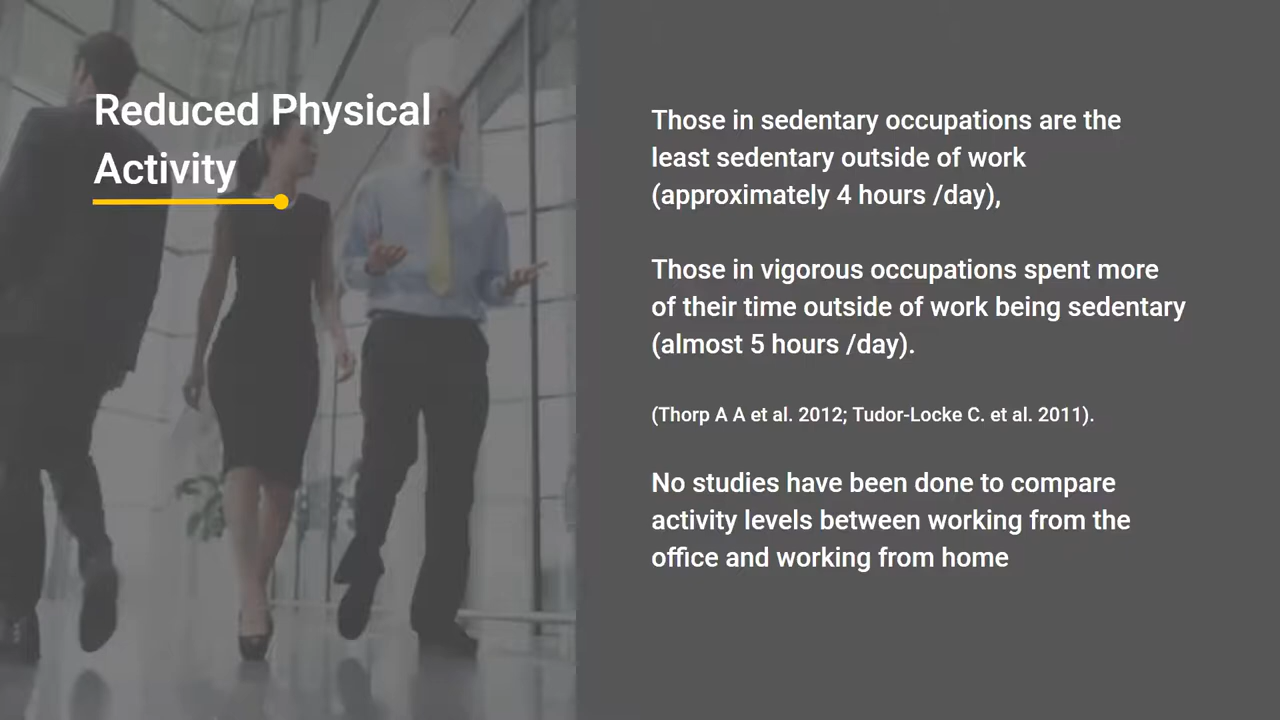 Reduced Physical
Activity
Those in sedentary occupations are the
least sedentary outside of work
(approximately 4 hours /day),
Those in vigorous occupations spent more
of their time outside of work being sedentary
(almost 5 hours /day).
(Thorp A A et al. 2012; Tudor-Locke C. et al. 2011).
No studies have been done to compare
activity levels between working from the
office and working from home